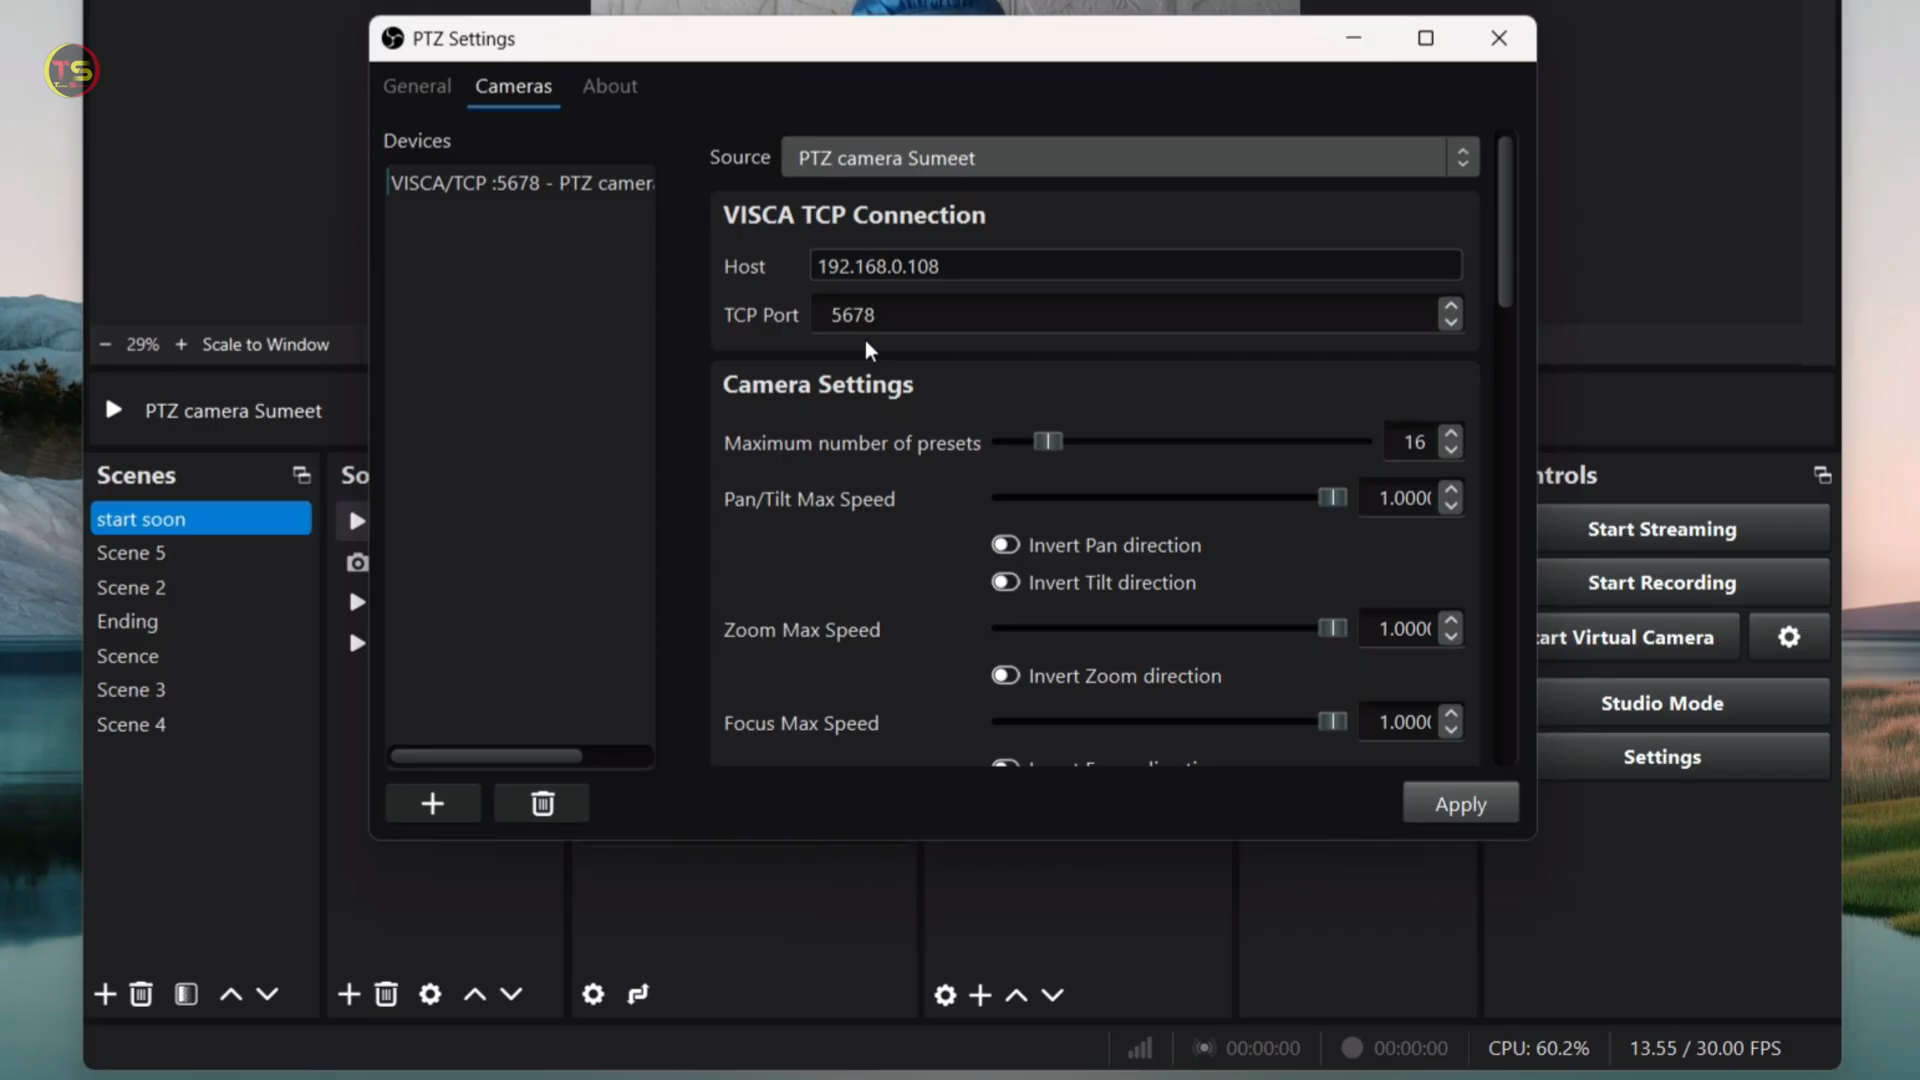 TS
PTZ Settings
General
Cameras
About
Devices
VISCA/TCP :5678 - PTZ camer
Source
PTZ camera Sumeet
VISCA TCP Connection
Host
192.168.0.108
TCP Port
5678
Camera Settings
Maximum number of presets
16
Pan/Tilt Max Speed
1.000
Invert Pan direction
Invert Tilt direction
Zoom Max Speed
1.000
Invert Zoom direction
Focus Max Speed
1.000
Apply
29%
Scale to Window
PTZ camera Sumeet
Scenes
start soon
Scene 5
Scene 2
Ending
Scence
Scene 3
Scene 4
So
ntrols
Start Streaming
Start Recording
art Virtual Camera
Studio Mode
Settings
00:00:00
00:00:00
CPU: 60.2%
13.55 / 30.00 FPS